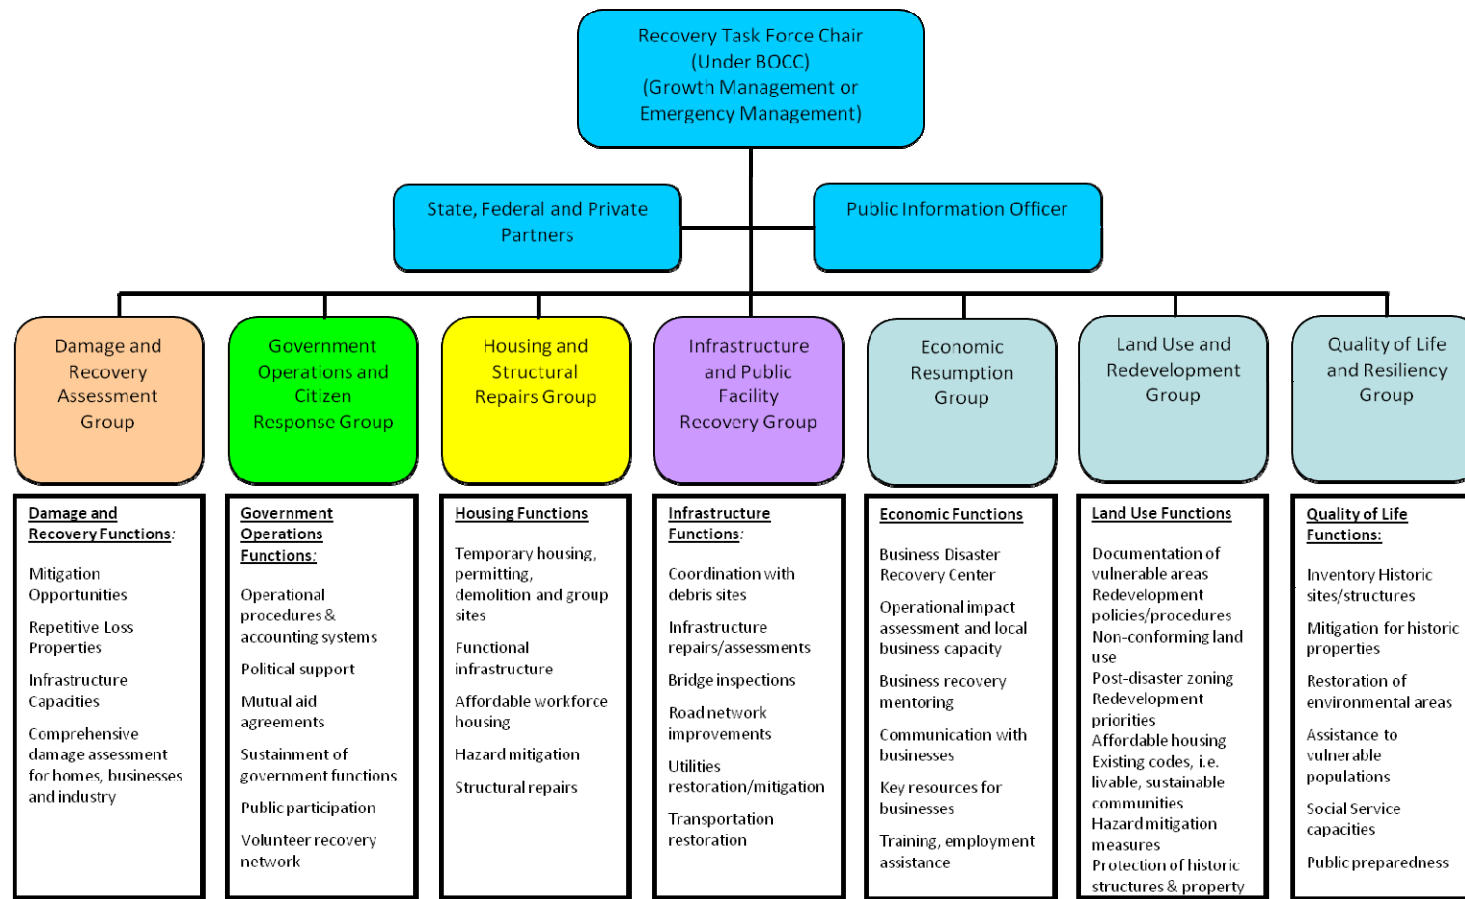 Recovery Task Force Chair
(Under BOCC)
(Growth Management or
Emergency Management)
State, Federal and Private
Partners
Public Information Officer
Damage and
Recovery
Assessment
Group
Government
Operations and
Citizen
Response Group
Housing and
Structural
Repairs Group
Infrastructure
and Public
Facility
Recovery Group
Economic
Resumption
Group
Land Use and
Redevelopment
Group
Quality of Life
and Resiliency
Group
Damage and
Recovery Functions:
Mitigation
Opportunities
Repetitive Loss
Properties
Infrastructure
Capacities
Comprehensive
damage assessment
for homes, businesses
and industry
Government
Operations
Functions:
Operational
procedures &
accounting systems
Political support
Mutual aid
agreements
Sustainment of
government functions
Public participation
Volunteer recovery
network
Housing Functions
Temporary housing,
permitting,
demolition and group
sites
Functional
infrastructure
Affordable workforce
housing
Hazard mitigation
Structural repairs
Infrastructure
Functions:
Coordination with
debris sites
Infrastructure
repairs/assessments
Bridge inspections
Road network
improvements
Utilities
restoration/mitigation
Transportation
restoration
Economic Functions
Business Disaster
Recovery Center
Operational impact
assessment and local
business capacity
Business recovery
mentoring
Communication with
businesses
Key resources for
businesses
Training, employment
assistance
Land Use Functions
Documentation of
vulnerable areas
Redevelopment
policies/procedures
Non-conforming land
use
Post-disaster zoning
Redevelopment
priorities
Affordable housing
Existing codes, i.e.
livable, sustainable
communities
Hazard mitigation
measures
Protection of historic
structures & property
Quality of Life
Functions:
Inventory Historic
sites/structures
Mitigation for historic
properties
Restoration of
environmental areas
Assistance to
vulnerable
populations
Social Service
capacities
Public preparedness